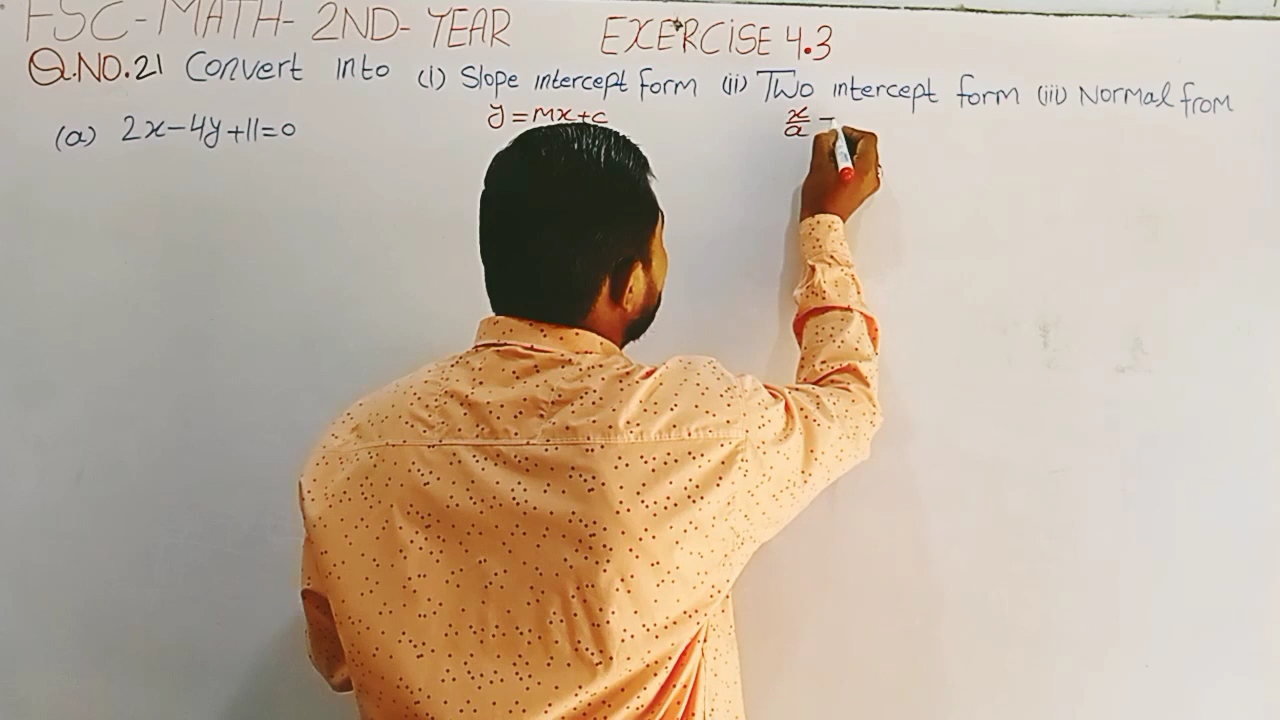 FSC-MATH-2ND-YEAR EXERCISE 4.3
Q.NO.21 Convert into (i) Slope intercept form (ii) Two intercept form (iii) Normal from
(a) 2x-4y+11=0 y=mx+c x/a -